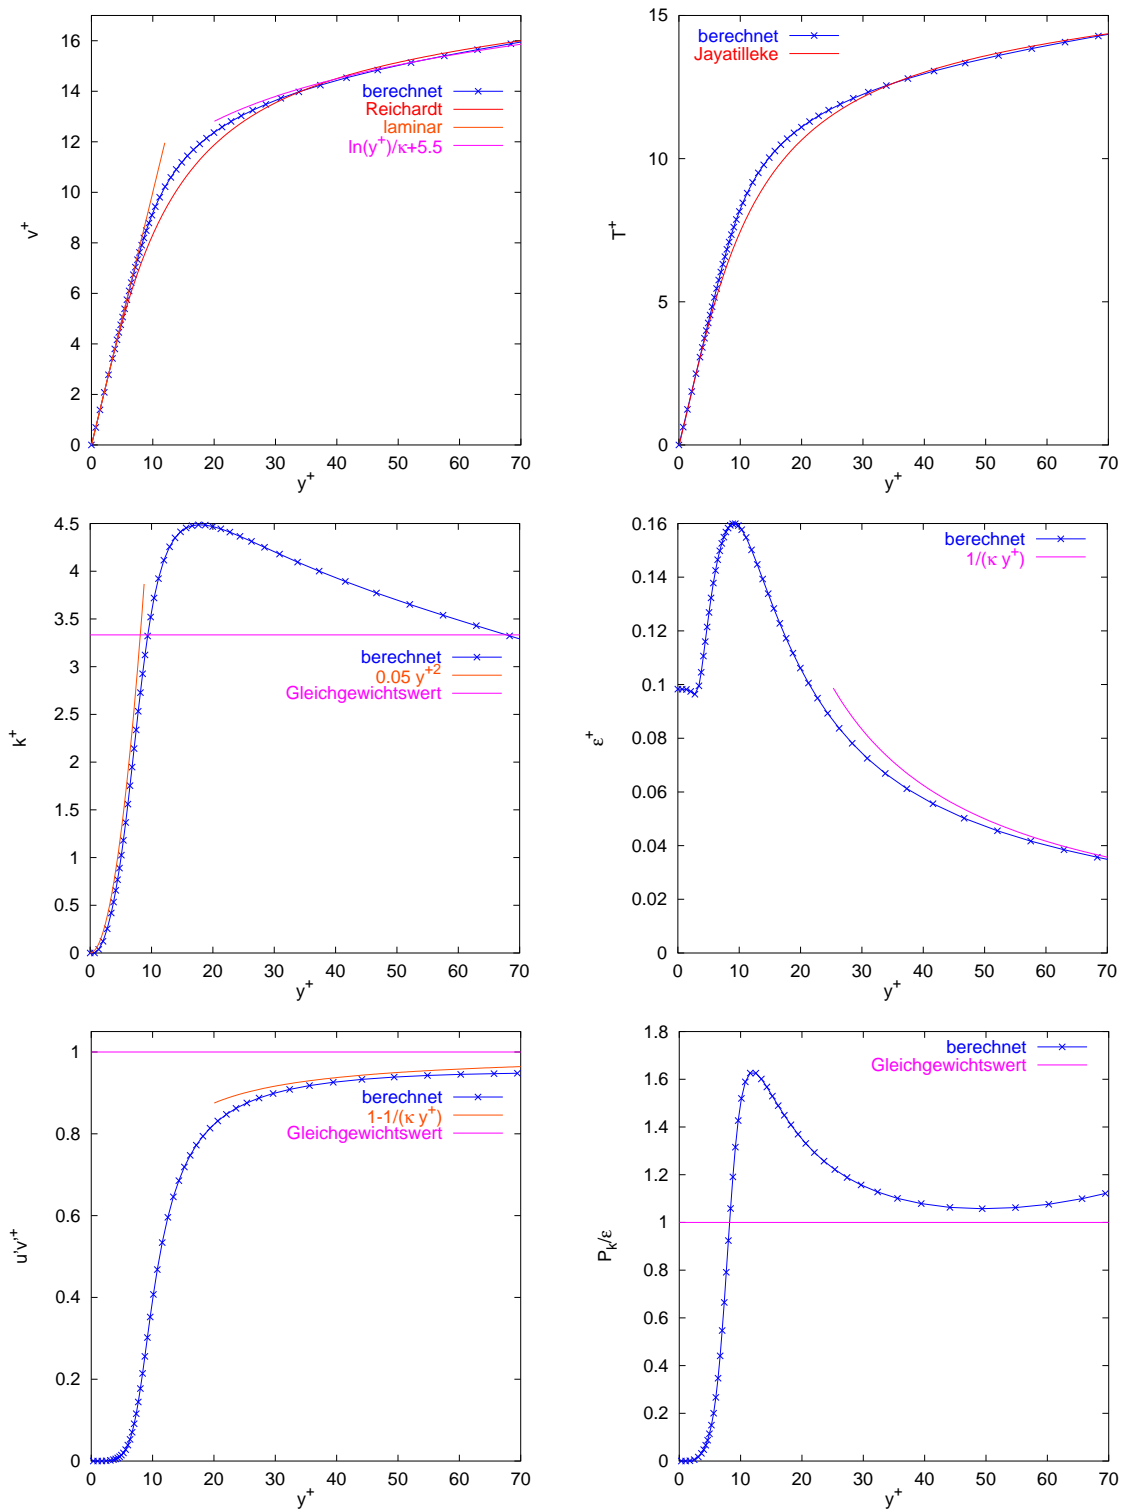 16
14
12
10
8
6
4
2
0
v+
berechnet
Reichardt
laminar
ln(y+)/κ+5.5
0 10 20 30 40 50 60 70
y+
15
10
5
0
T+
berechnet
Jayatilleke
0 10 20 30 40 50 60 70
y+
4.5
4
3.5
3
2.5
2
1.5
1
0.5
0
k+
berechnet
0.05 y+2
Gleichgewichtswert
0 10 20 30 40 50 60 70
y+
0.16
0.14
0.12
0.1
0.08
0.06
0.04
0.02
0
ε+
berechnet
1/(κ y+)
0 10 20 30 40 50 60 70
y+
1
0.8
0.6
0.4
0.2
0
u'v'+
berechnet
1-1/(κ y+)
Gleichgewichtswert
0 10 20 30 40 50 60 70
y+
1.8
1.6
1.4
1.2
1
0.8
0.6
0.4
0.2
0
Pk/ε
berechnet
Gleichgewichtswert
0 10 20 30 40 50 60 70
y+